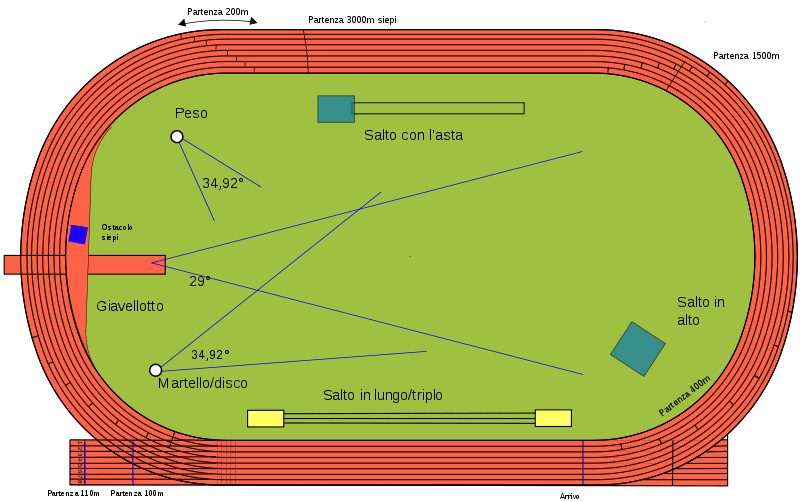 Partenza 200m
Partenza 3000m siepi
Partenza 1500m
Peso
Salto con l'asta
34,92°
Ostacolo
siepi
29°
Giavellotto
Salto in
alto
34,92°
Martello/disco
Salto in lungo/triplo
Partenza 400m
Partenza 110m
Partenza 100m
Arrivo